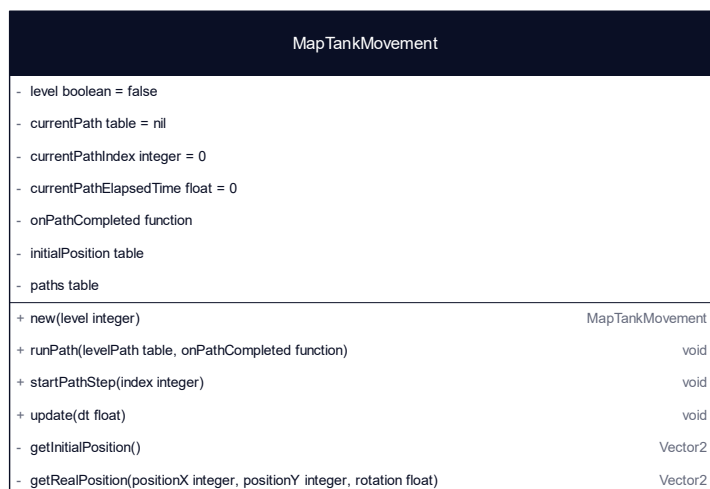 MapTankMovement
- level boolean = false
- currentPath table = nil
- currentPathIndex integer = 0
- currentPathElapsedTime float = 0
- onPathCompleted function
- initialPosition table
- paths table
+ new(level integer) MapTankMovement
+ runPath(levelPath table, onPathCompleted function) void
+ startPathStep(index integer) void
+ update(dt float) void
- getInitialPosition() Vector2
- getRealPosition(positionX integer, positionY integer, rotation float) Vector2